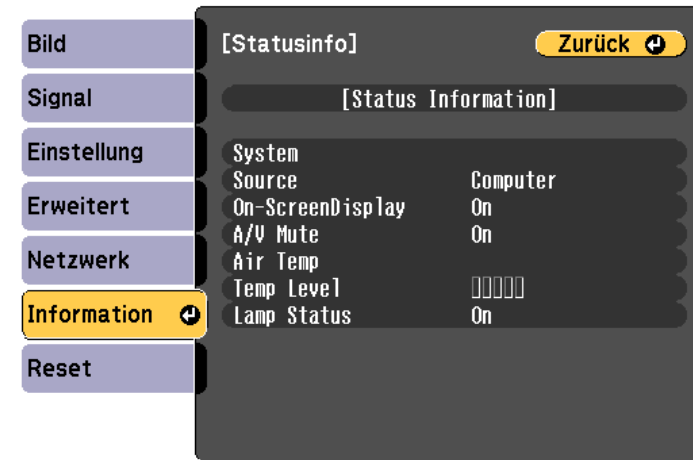 Bild
Signal
Einstellung
Erweitert
Netzwerk
Information
Reset
[Statusinfo] Zurück
[Status Information]
System
Source Computer
On-ScreenDisplay On
A/V Mute On
Air Temp
Temp Level
Lamp Status On